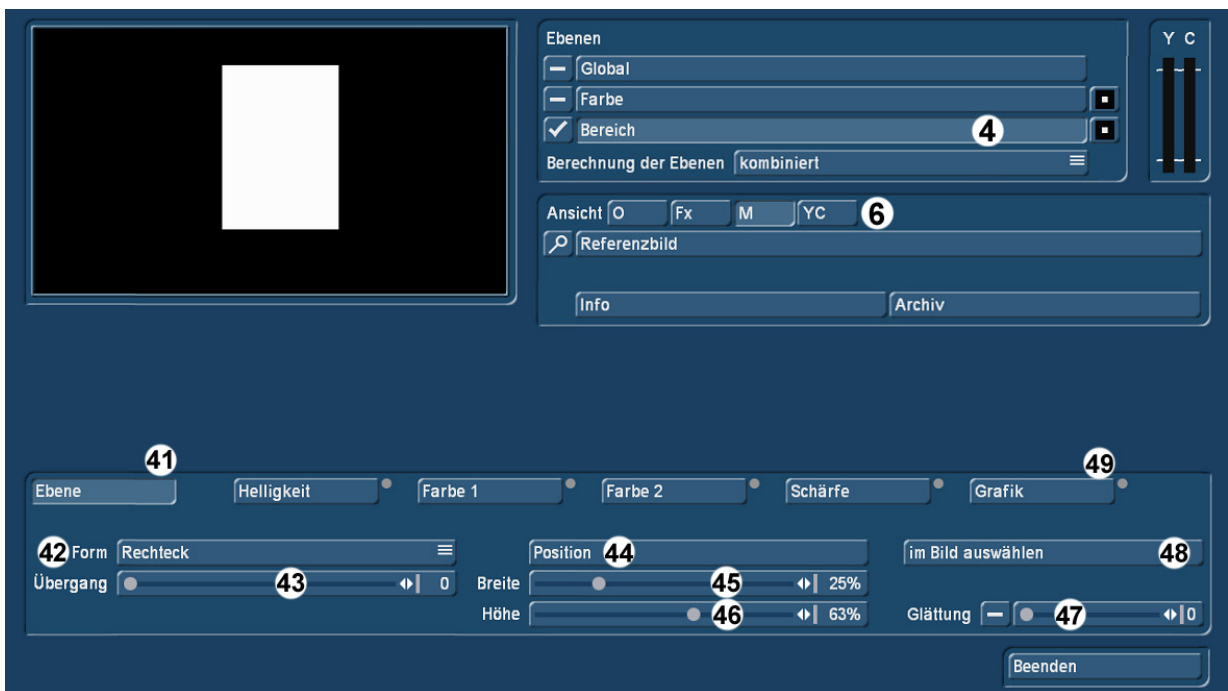 Ebenen
Y C
Global
Farbe
Bereich 4
Berechnung der Ebenen kombiniert
Ansicht O Fx M YC 6
Referenzbild
Info Archiv
41 49
Ebene Helligkeit Farbe 1 Farbe 2 Schärfe Grafik
42 Form Rechteck Position 44 im Bild auswählen 48
Übergang 43 0 Breite 45 25%
Höhe 46 63% Glättung 47 0
Beenden